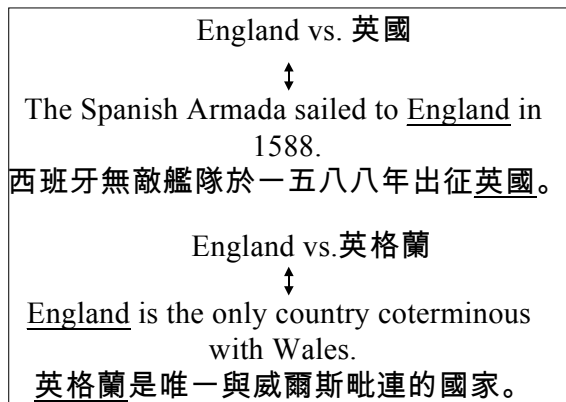 England vs. 英國
The Spanish Armada sailed to England in
1588.
西班牙無敵艦隊於一五八八年出征英國。
England vs.英格蘭
England is the only country coterminous
with Wales.
英格蘭是唯一與威爾斯毗連的國家。